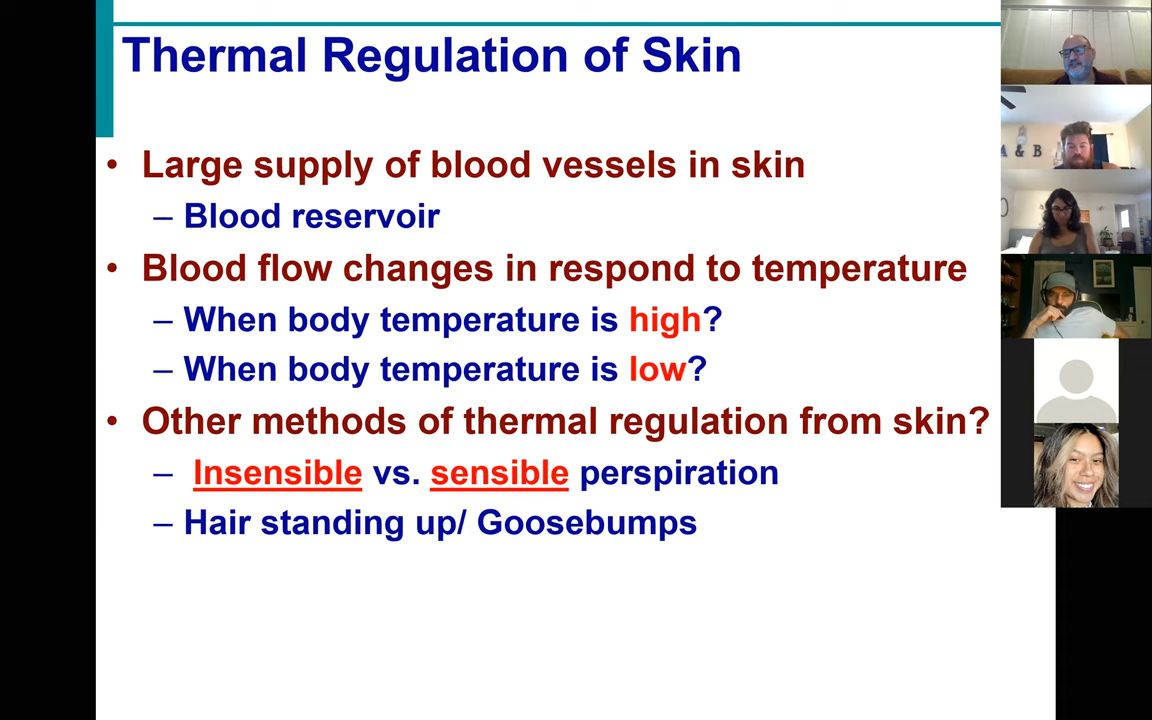 Thermal Regulation of Skin
• Large supply of blood vessels in skin
– Blood reservoir
• Blood flow changes in respond to temperature
– When body temperature is high?
– When body temperature is low?
• Other methods of thermal regulation from skin?
– Insensible vs. sensible perspiration
– Hair standing up/ Goosebumps
A & B